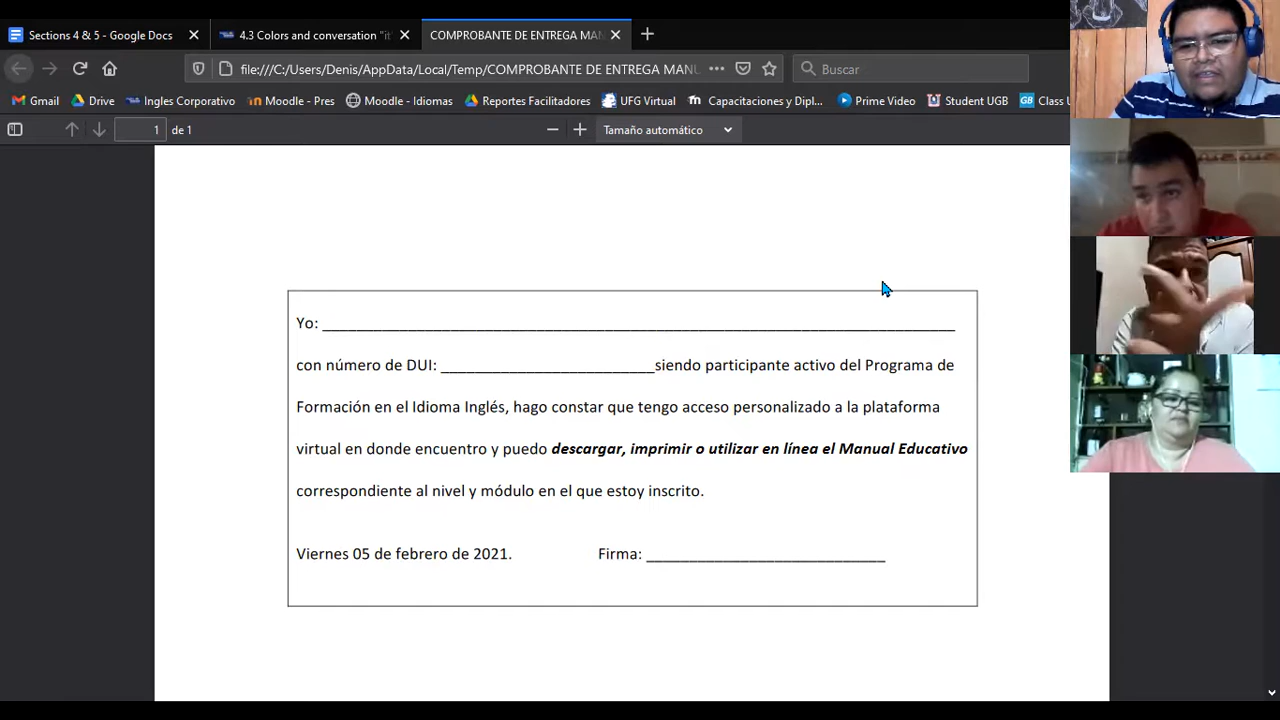 Sections 4 & 5 - Google Docs
4.3 Colors and conversation "it'
COMPROBANTE DE ENTREGA MAN
file:///C:/Users/Denis/AppData/Local/Temp/COMPROBANTE DE ENTREGA MANU
Buscar
Gmail
Drive
Ingles Corporativo
Moodle - Pres
Moodle - Idiomas
Reportes Facilitadores
UFG Virtual
Capacitaciones y Dipl...
Prime Video
Student UGB
GB Class U
1 de 1
Tamaño automático
Yo: ____________________
con número de DUI: ____________________siendo participante activo del Programa de
Formación en el Idioma Inglés, hago constar que tengo acceso personalizado a la plataforma
virtual en donde encuentro y puedo descargar, imprimir o utilizar en línea el Manual Educativo
correspondiente al nivel y módulo en el que estoy inscrito.
Viernes 05 de febrero de 2021. Firma: ____________________